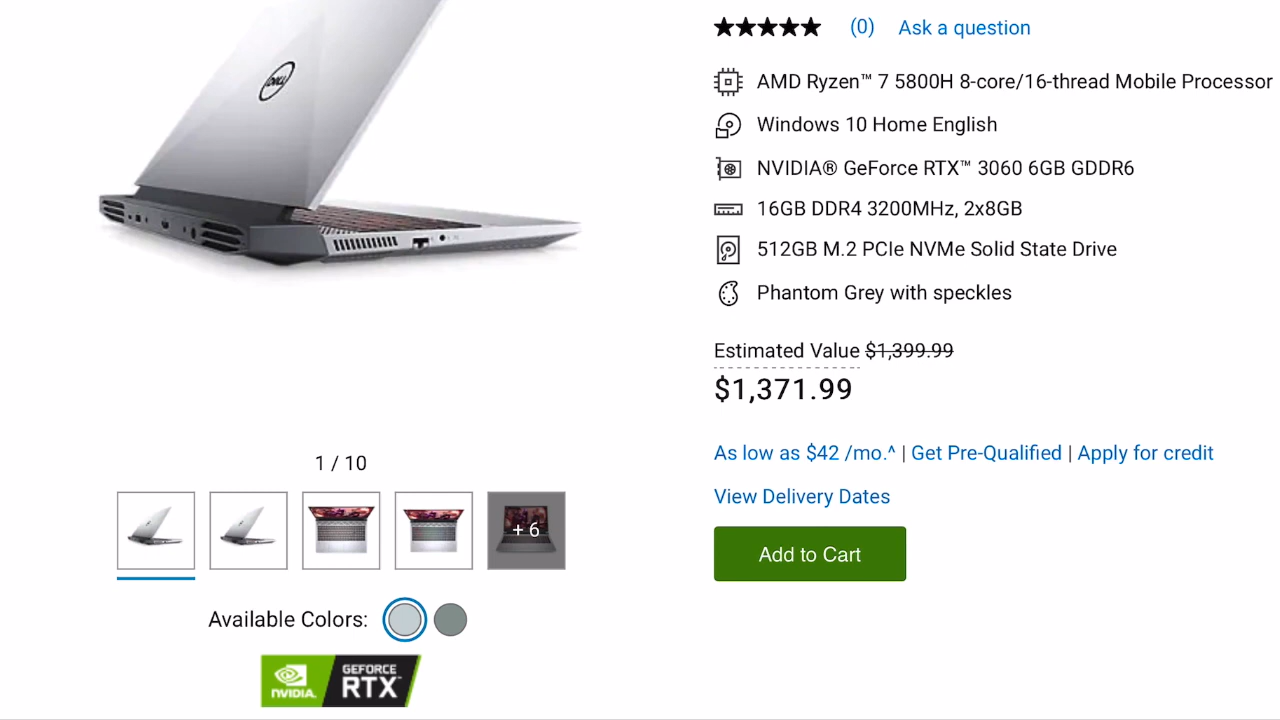 DELL
(0) Ask a question
AMD Ryzen™ 7 5800H 8-core/16-thread Mobile Processor
Windows 10 Home English
NVIDIA® GeForce RTX™ 3060 6GB GDDR6
16GB DDR4 3200MHz, 2x8GB
512GB M.2 PCIe NVMe Solid State Drive
Phantom Grey with speckles
Estimated Value $1,399.99
$1,371.99
As low as $42 /mo.^ | Get Pre-Qualified | Apply for credit
View Delivery Dates
Add to Cart
1 / 10
+ 6
Available Colors:
NVIDIA.
GEFORCE
RTX™